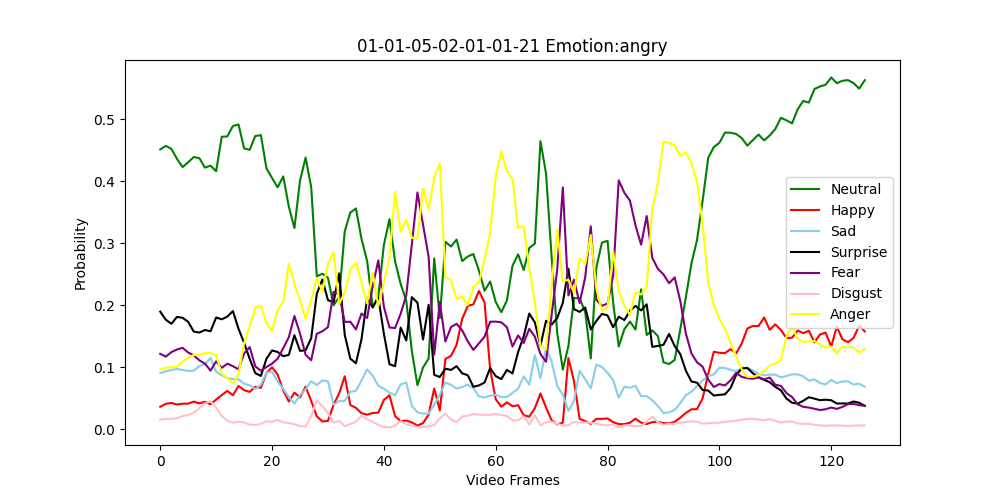 01-01-05-02-01-01-21 Emotion:angry
Probability
0.5
0.4
0.3
0.2
0.1
0.0
0 20 40 60 80 100 120
Video Frames
Neutral
Happy
Sad
Surprise
Fear
Disgust
Anger